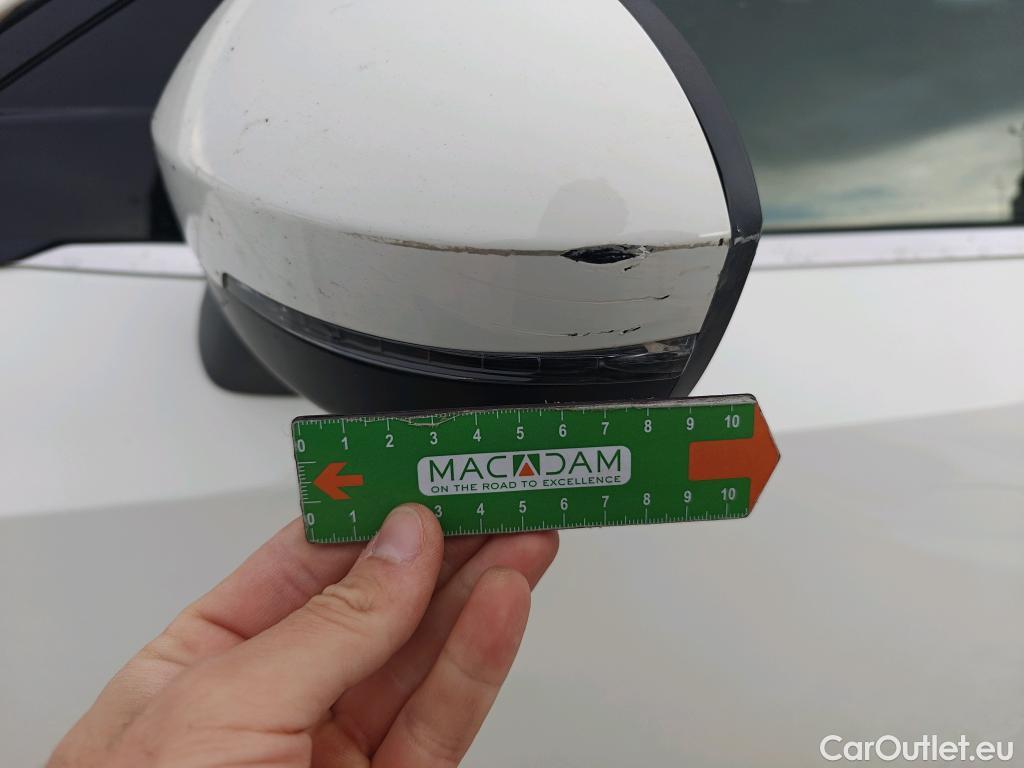 0 1 2 3 4 5 6 7 8 9 10
MACADAM
ON THE ROAD TO EXCELLENCE
0 1 3 4 5 6 7 8 9 10
CarOutlet.eu